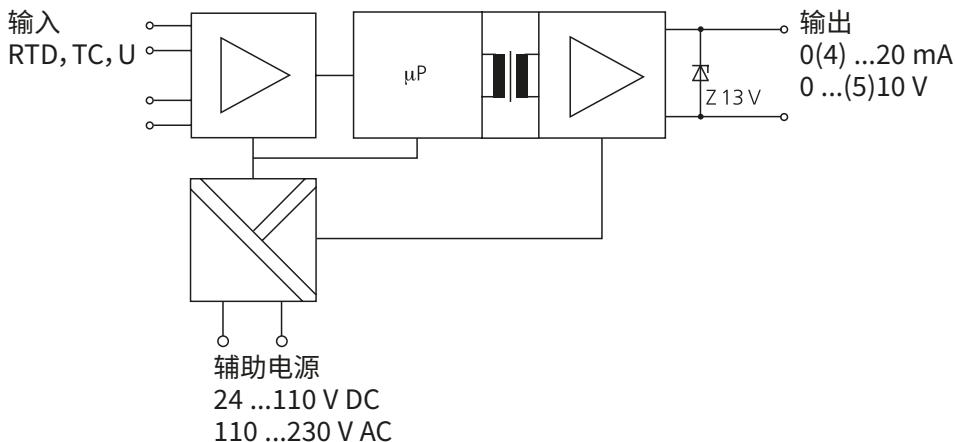 输入
RTD, TC, U
μP
Z 13 V
输出
0(4) ...20 mA
0 ...(5)10 V
辅助电源
24 ...110 V DC
110 ...230 V AC